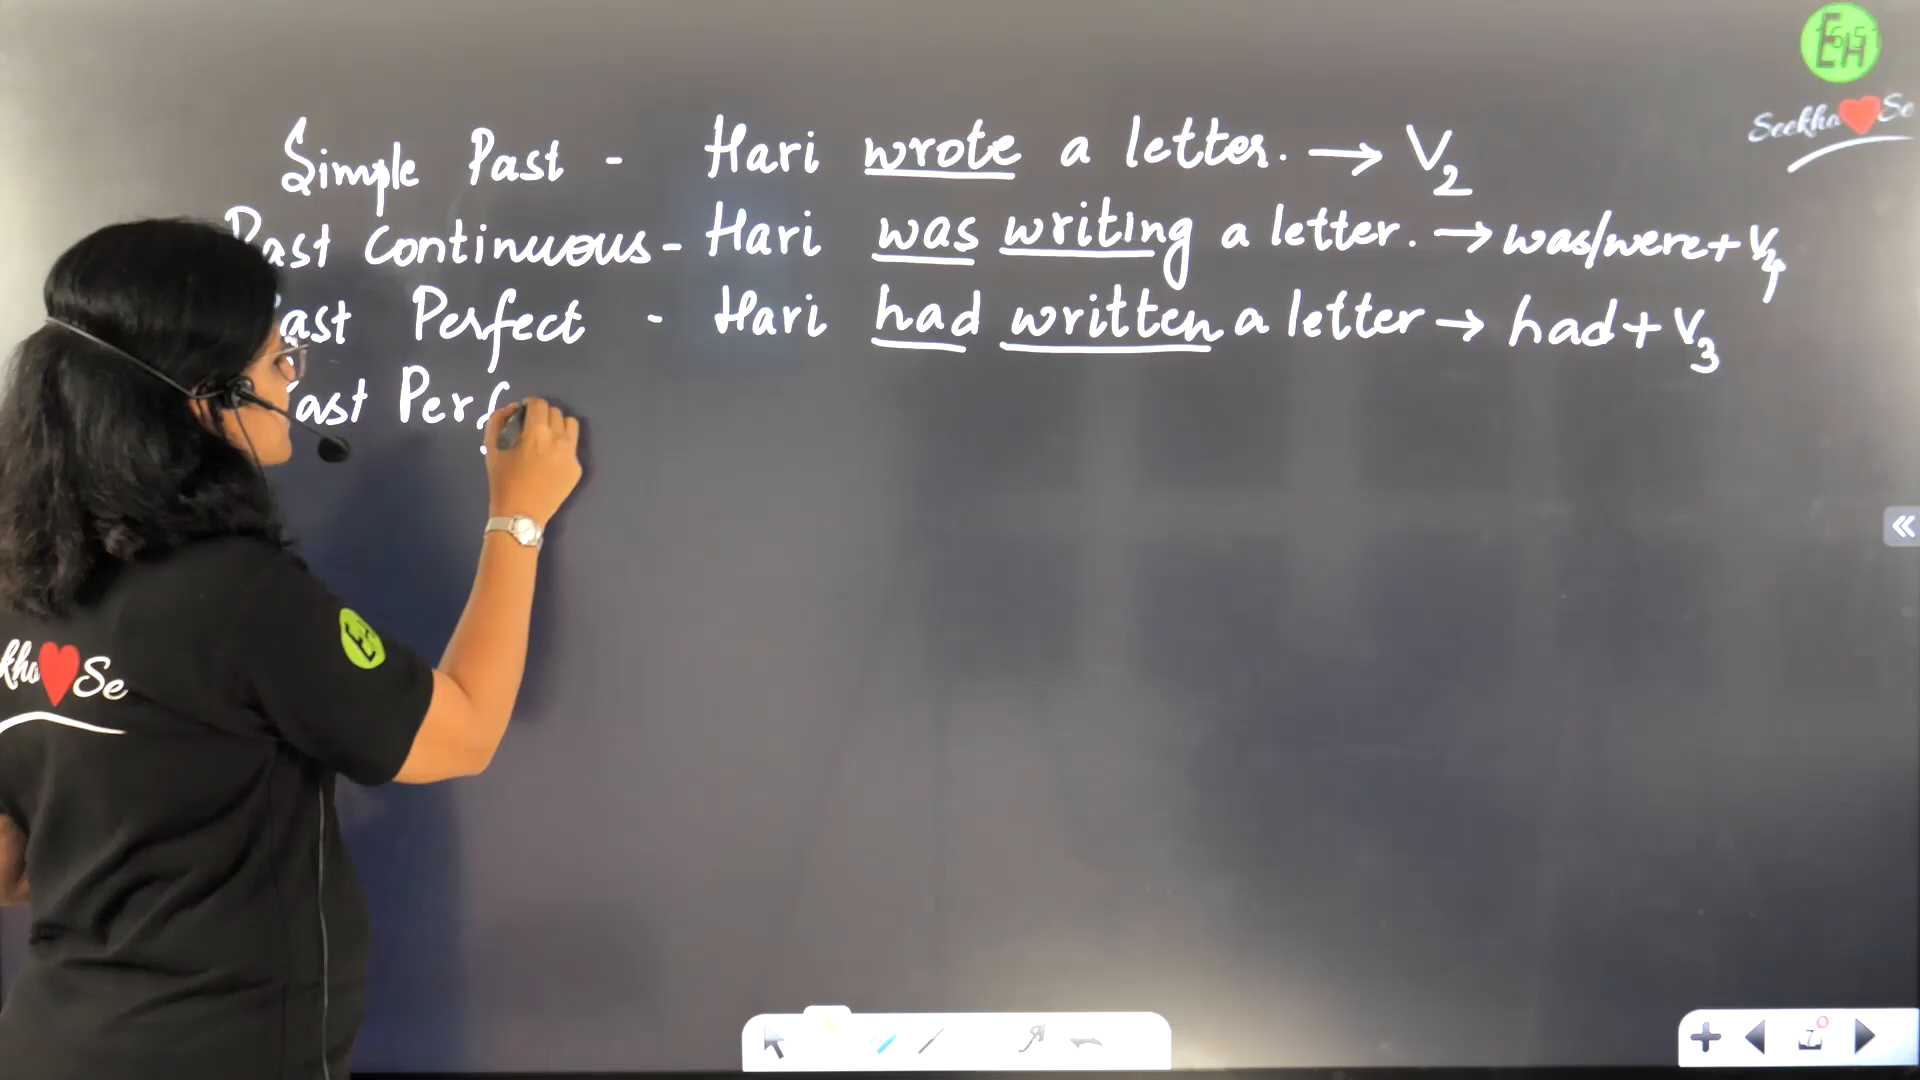 Simple Past - Hari wrote a letter. → V2
Past Continuous - Hari was writing a letter. → was/were + V4
Past Perfect - Hari had written a letter → had + V3
Past Perf
EH
Seekho ❤ Se
Se